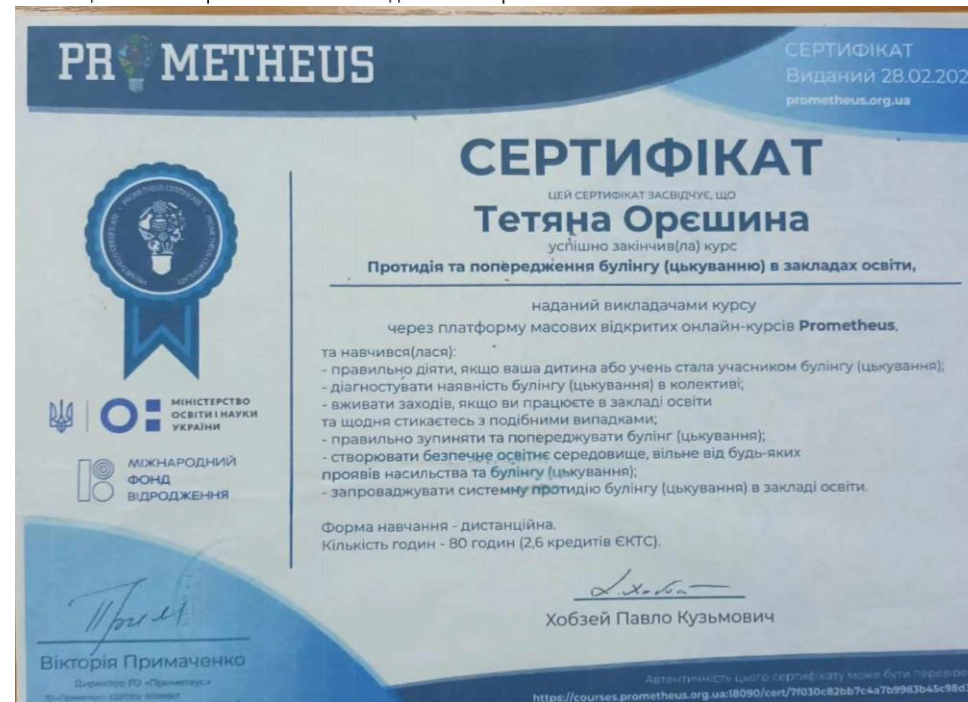 PROMETHEUS
СЕРТИФІКАТ
Виданий 28.02.202
prometheus.org.ua
СЕРТИФІКАТ
ЦЕЙ СЕРТИФІКАТ ЗАСВІДЧУЄ, ЩО
Тетяна Орєшина
успішно закінчив(ла) курс
Протидія та попередження булінгу (цькуванню) в закладах освіти,
наданий викладачами курсу
через платформу масових відкритих онлайн-курсів Prometheus,
та навчився(лася):
- правильно діяти, якщо ваша дитина або учень стала учасником булінгу (цькування);
- діагностувати наявність булінгу (цькування) в колективі;
- вживати заходів, якщо ви працюєте в закладі освіти
та щодня стикаєтесь з подібними випадками;
- правильно зупиняти та попереджувати булінг (цькування);
- створювати безпечне освітнє середовище, вільне від будь-яких
проявів насильства та булінгу (цькування);
- запроваджувати системну протидію булінгу (цькування) в закладі освіти.
Форма навчання - дистанційна.
Кількість годин - 80 годин (2,6 кредитів ЄКТС).
МІНІСТЕРСТВО
ОСВІТИ І НАУКИ
УКРАЇНИ
МІЖНАРОДНИЙ
ФОНД
ВІДРОДЖЕННЯ
Хобзей Павло Кузьмович
Вікторія Примаченко
Директор ГО «Прометеус»
Автентичність цього сертифікату може бути перевірена
https://courses.prometheus.org.ua:18090/cert/7f030c82bb7c4a7b9983b45c98d